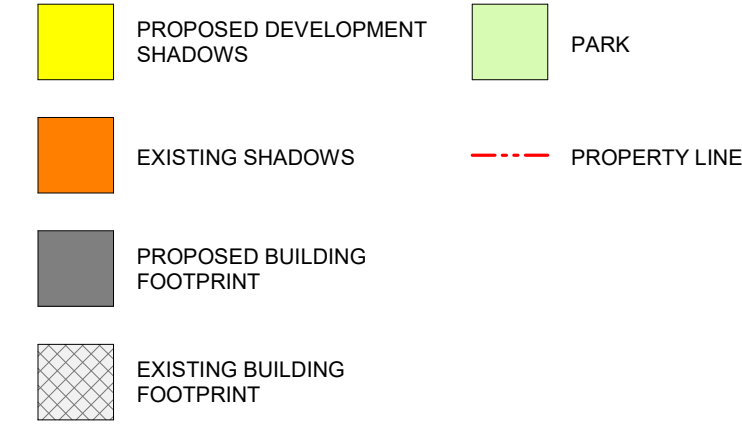 PROPOSED DEVELOPMENT
SHADOWS
EXISTING SHADOWS
PROPOSED BUILDING
FOOTPRINT
EXISTING BUILDING
FOOTPRINT
PARK
PROPERTY LINE